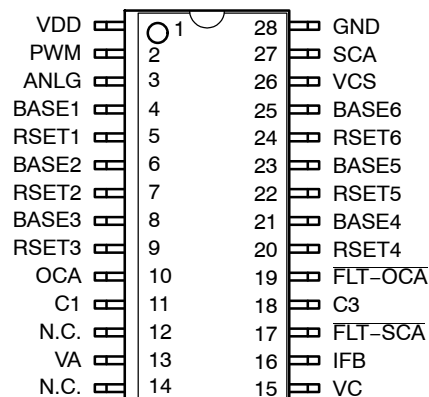 VDD 1 28 GND
PWM 2 27 SCA
ANLG 3 26 VCS
BASE1 4 25 BASE6
RSET1 5 24 RSET6
BASE2 6 23 BASE5
RSET2 7 22 RSET5
BASE3 8 21 BASE4
RSET3 9 20 RSET4
OCA 10 19 FLT−OCA
C1 11 18 C3
N.C. 12 17 FLT−SCA
VA 13 16 IFB
N.C. 14 15 VC